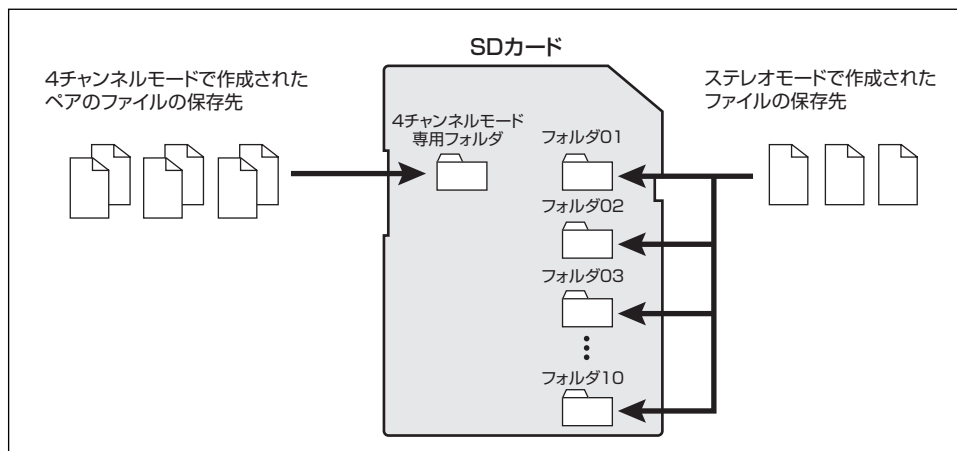 SDカード
4チャンネルモードで作成された
ペアのファイルの保存先
ステレオモードで作成された
ファイルの保存先
4チャンネルモード
専用フォルダ
フォルダ01
フォルダ02
フォルダ03
フォルダ10